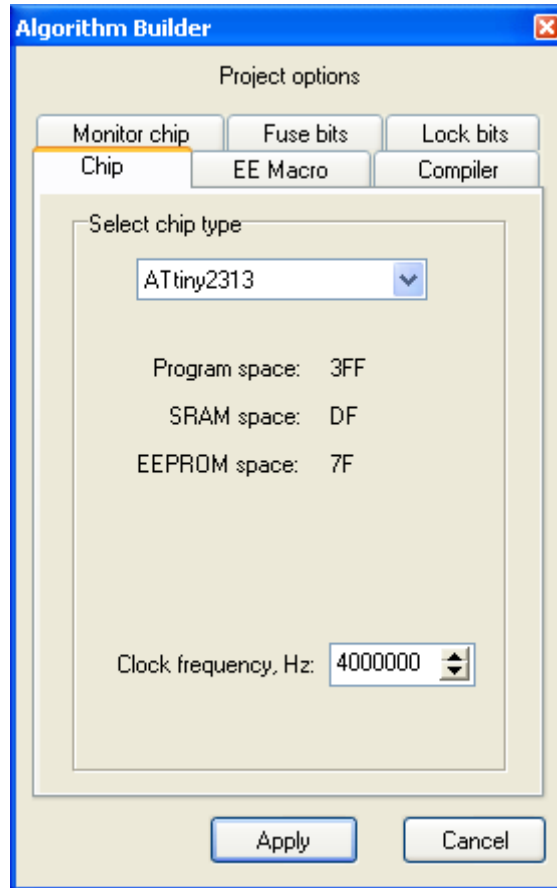 Algorithm Builder
Project options
Monitor chip Fuse bits Lock bits
Chip EE Macro Compiler
Select chip type
ATtiny2313
Program space: 3FF
SRAM space: DF
EEPROM space: 7F
Clock frequency, Hz: 4000000
Apply Cancel